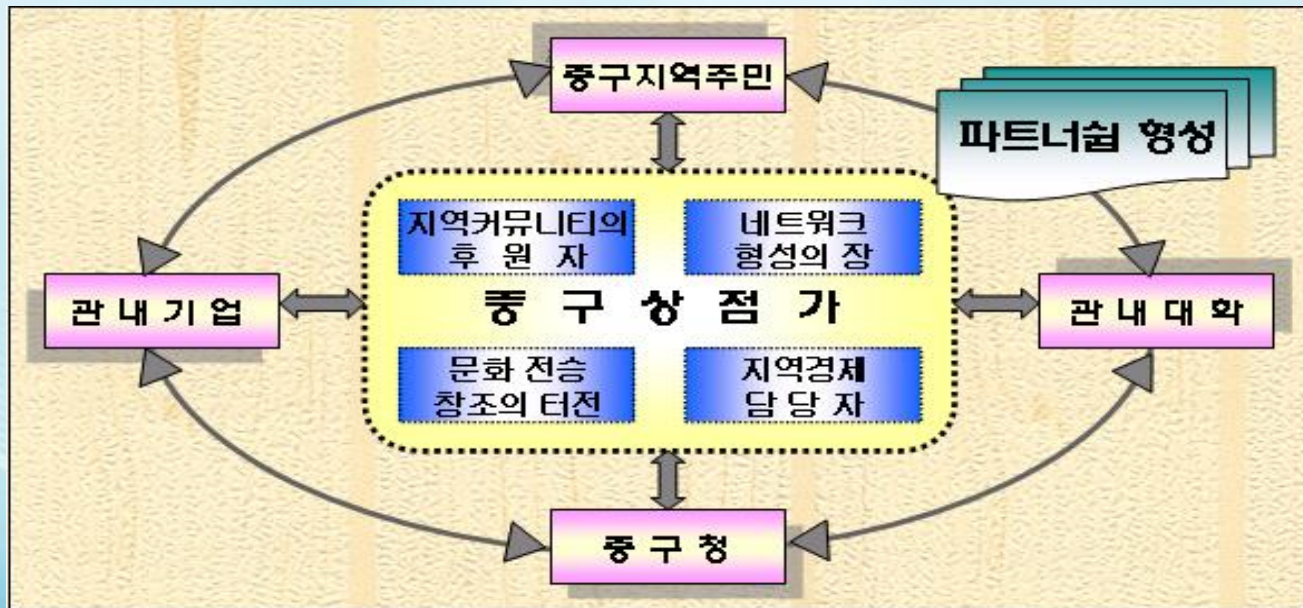 중구지역주민
파트너쉽 형성
지역커뮤니티의
후 원 자
네트워크
형성의 장
관 내 기 업
중 구 상 점 가
관 내 대 학
문화 전승
창조의 터전
지역경제
담 당 자
중 구 청